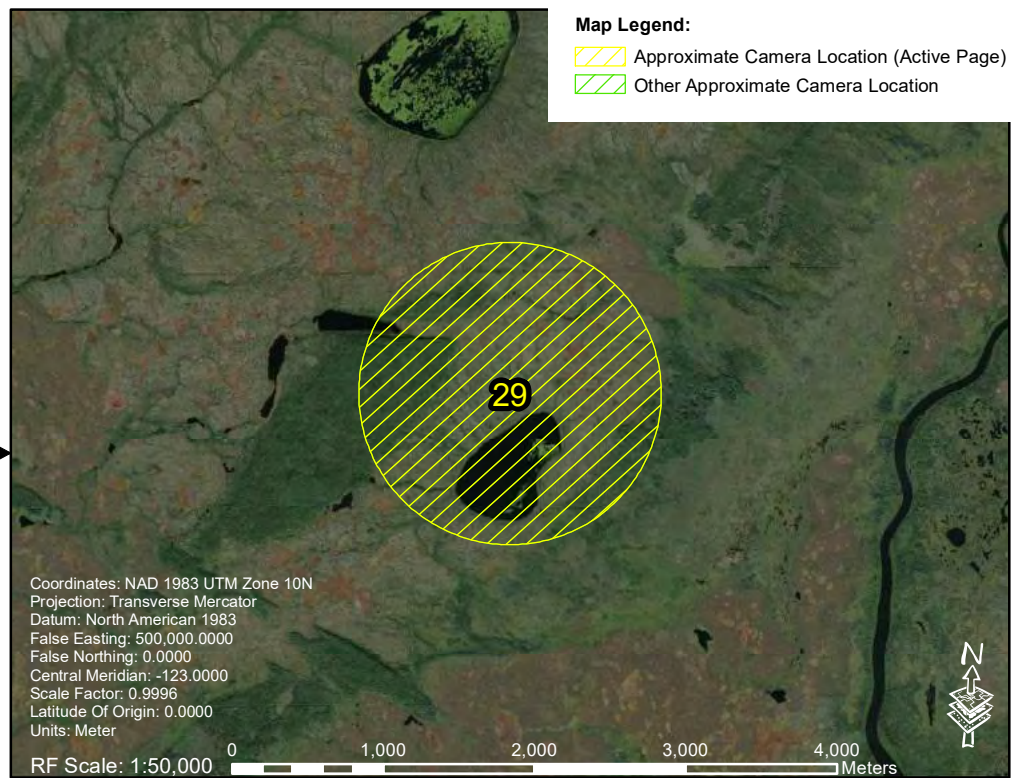 Map Legend:
Approximate Camera Location (Active Page)
Other Approximate Camera Location
29
Coordinates: NAD 1983 UTM Zone 10N
Projection: Transverse Mercator
Datum: North American 1983
False Easting: 500,000.0000
False Northing: 0.0000
Central Meridian: -123.0000
Scale Factor: 0.9996
Latitude Of Origin: 0.0000
Units: Meter
N
0 1,000 2,000 3,000 4,000
RF Scale: 1:50,000 Meters